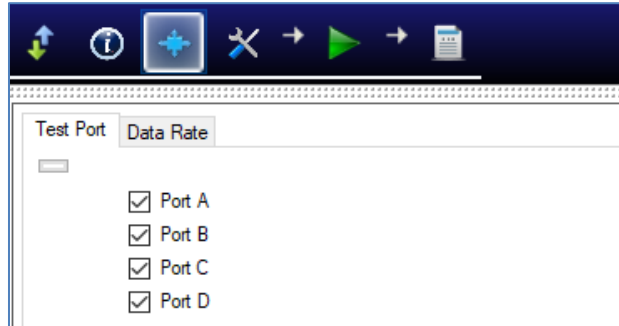 Test Port Data Rate
Port A
Port B
Port C
Port D